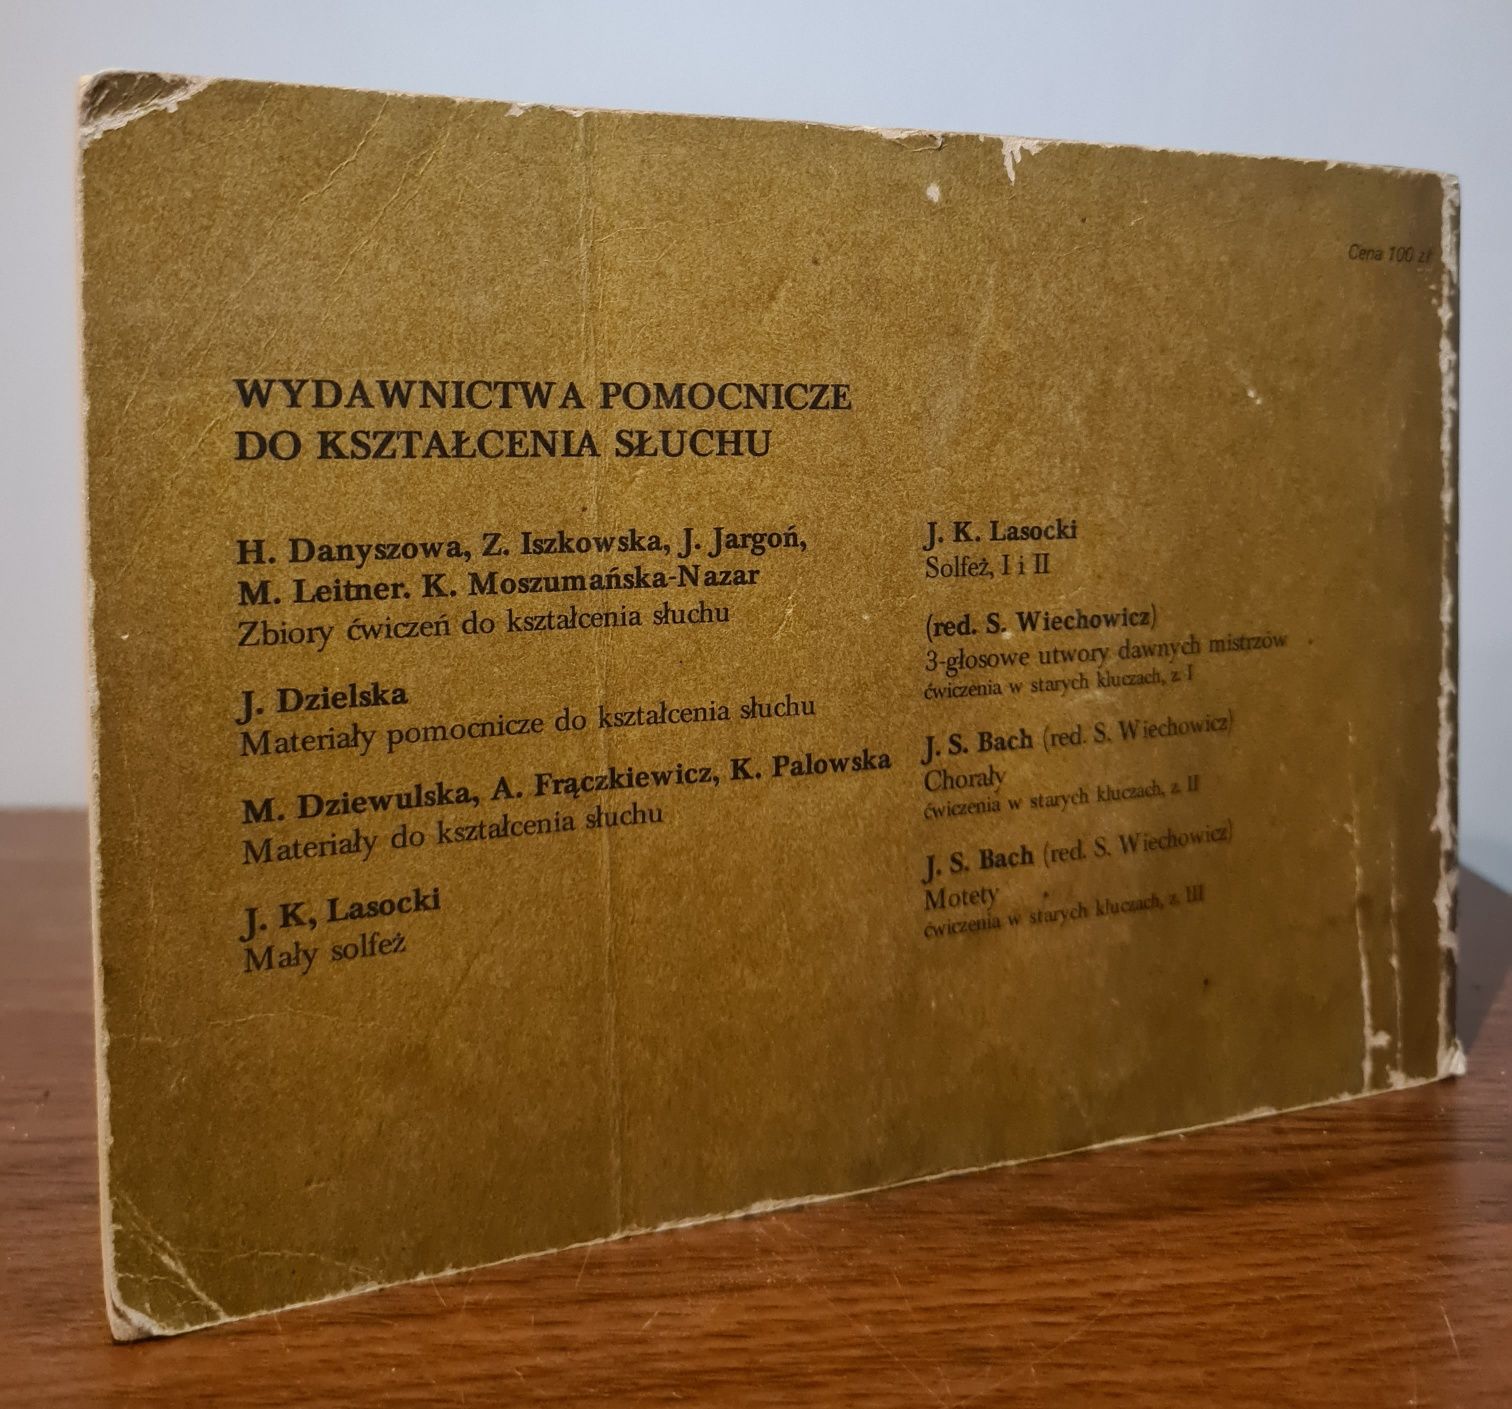 Cena 100 zł
WYDAWNICTWA POMOCNICZE
DO KSZTAŁCENIA SŁUCHU
H. Danyszowa, Z. Iszkowska, J. Jargoń,
M. Leitner. K. Moszumańska-Nazar
Zbiory ćwiczeń do kształcenia słuchu
J. Dzielska
Materiały pomocnicze do kształcenia słuchu
M. Dziewulska, A. Frączkiewicz, K. Palowska
Materiały do kształcenia słuchu
J. K, Lasocki
Mały solfeż
J. K. Lasocki
Solfeż, I i II
(red. S. Wiechowicz)
3-głosowe utwory dawnych mistrzów
ćwiczenia w starych kluczach, z. I
J. S. Bach (red. S. Wiechowicz)
Chorały
ćwiczenia w starych kluczach, z. II
J. S. Bach (red. S. Wiechowicz)
Motety
ćwiczenia w starych kluczach, z. III